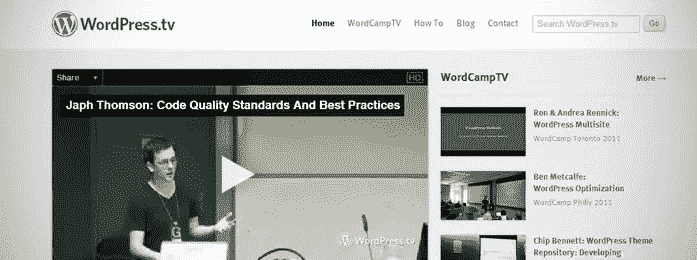 WordPress.tv
Home WordCampTV How To Blog Contact
Search WordPress.tv Go
Share HD
Japh Thomson: Code Quality Standards And Best Practices
WordPress.tv
WordCampTV More →
Ron & Andrea Rennick:
WordPress Multisite
WordCamp Toronto 2011
Ben Metcalfe:
WordPress Optimization
WordCamp Philly 2011
Chip Bennett: WordPress Theme
Repository: Developing